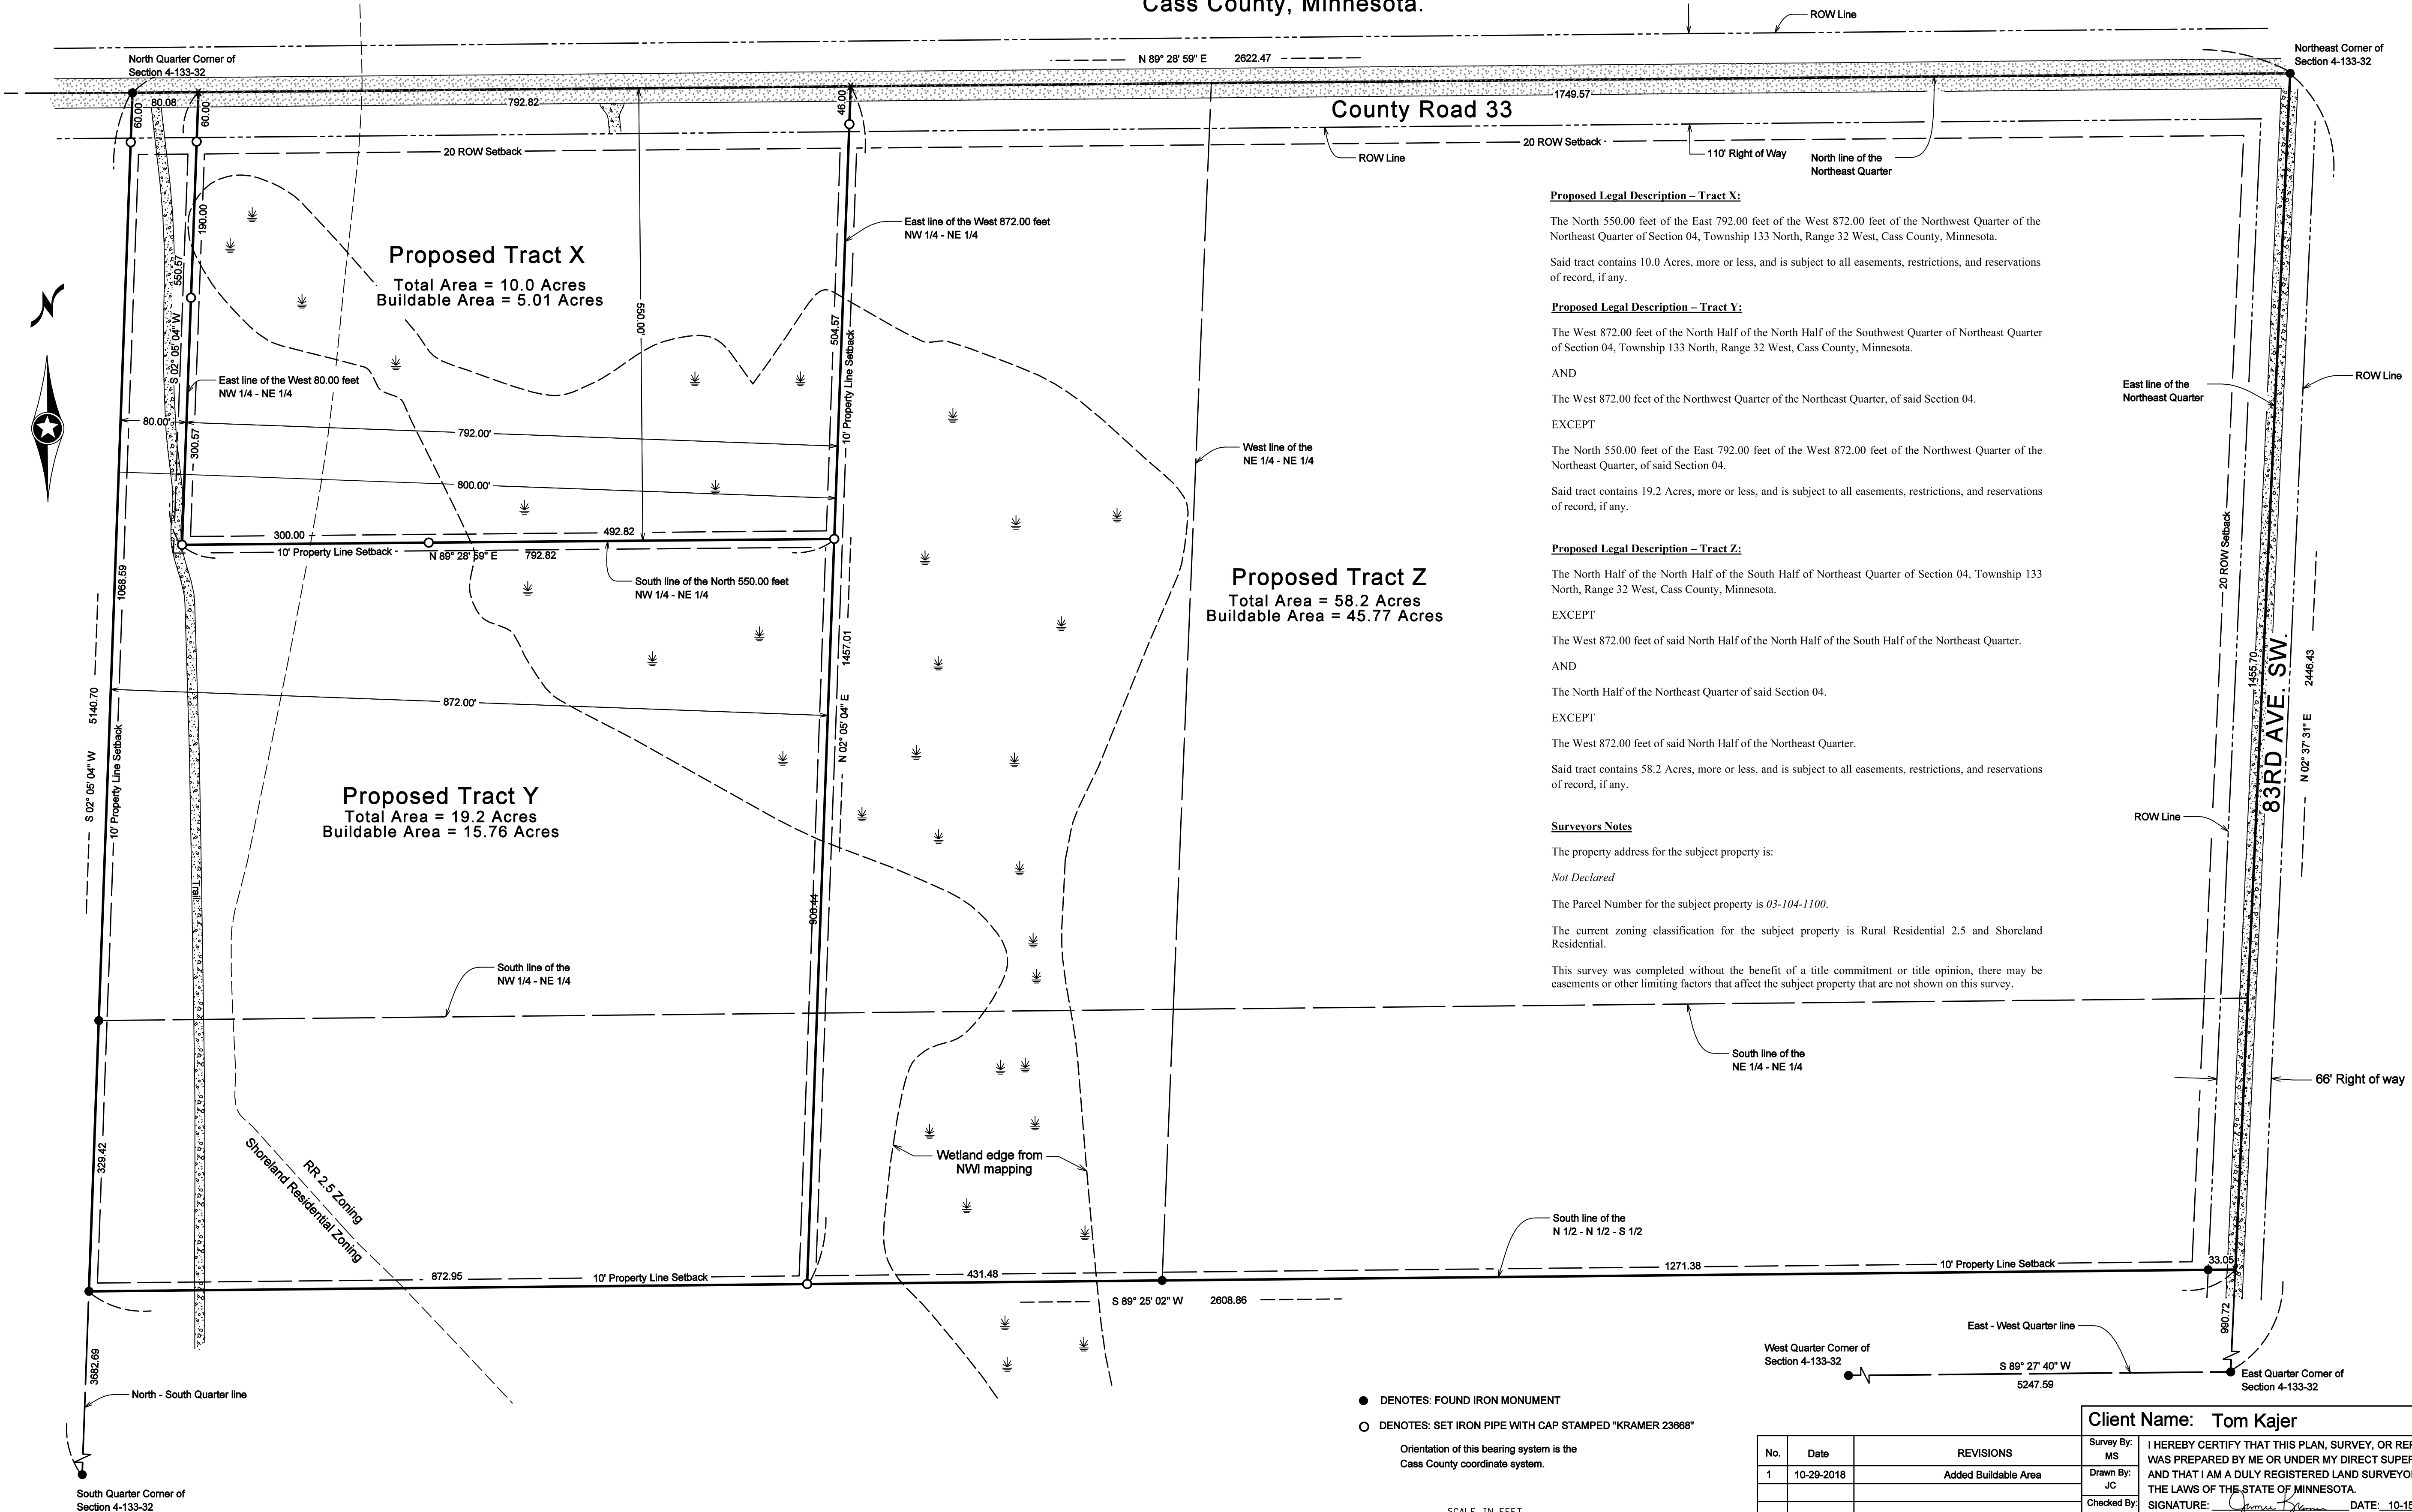 Cass County, Minnesota.
ROW Line
North Quarter Corner of
Section 4-133-32
N 89° 28' 59" E 2622.47
Northeast Corner of
Section 4-133-32
60.00
80.08
60.00
792.82
46.00
1749.57
County Road 33
20 ROW Setback
ROW Line
20 ROW Setback
110' Right of Way
North line of the
Northeast Quarter
190.00
550.57
S 02° 05' 04" W
East line of the West 872.00 feet
NW 1/4 - NE 1/4
Proposed Tract X
Total Area = 10.0 Acres
Buildable Area = 5.01 Acres
550.00'
504.57
10' Property Line Setback
N
East line of the West 80.00 feet
NW 1/4 - NE 1/4
80.00'
792.00'
300.57
800.00'
West line of the
NE 1/4 - NE 1/4
300.00
492.82
10' Property Line Setback
N 89° 28' 59" E 792.82
1068.59
South line of the North 550.00 feet
NW 1/4 - NE 1/4
Proposed Tract Z
Total Area = 58.2 Acres
Buildable Area = 45.77 Acres
1457.01
N 02° 05' 04" E
872.00'
5140.70
S 02° 05' 04" W
10' Property Line Setback
Proposed Tract Y
Total Area = 19.2 Acres
Buildable Area = 15.76 Acres
Trail
906.44
South line of the
NW 1/4 - NE 1/4
Proposed Legal Description – Tract X:
The North 550.00 feet of the East 792.00 feet of the West 872.00 feet of the Northwest Quarter of the
Northeast Quarter of Section 04, Township 133 North, Range 32 West, Cass County, Minnesota.
Said tract contains 10.0 Acres, more or less, and is subject to all easements, restrictions, and reservations
of record, if any.
Proposed Legal Description – Tract Y:
The West 872.00 feet of the North Half of the North Half of the Southwest Quarter of Northeast Quarter
of Section 04, Township 133 North, Range 32 West, Cass County, Minnesota.
AND
The West 872.00 feet of the Northwest Quarter of the Northeast Quarter, of said Section 04.
EXCEPT
The North 550.00 feet of the East 792.00 feet of the West 872.00 feet of the Northwest Quarter of the
Northeast Quarter, of said Section 04.
Said tract contains 19.2 Acres, more or less, and is subject to all easements, restrictions, and reservations
of record, if any.
Proposed Legal Description – Tract Z:
The North Half of the North Half of the South Half of Northeast Quarter of Section 04, Township 133
North, Range 32 West, Cass County, Minnesota.
EXCEPT
The West 872.00 feet of said North Half of the North Half of the South Half of the Northeast Quarter.
AND
The North Half of the Northeast Quarter of said Section 04.
EXCEPT
The West 872.00 feet of said North Half of the Northeast Quarter.
Said tract contains 58.2 Acres, more or less, and is subject to all easements, restrictions, and reservations
of record, if any.
Surveyors Notes
The property address for the subject property is:
Not Declared
The Parcel Number for the subject property is 03-104-1100.
The current zoning classification for the subject property is Rural Residential 2.5 and Shoreland
Residential.
This survey was completed without the benefit of a title commitment or title opinion, there may be
easements or other limiting factors that affect the subject property that are not shown on this survey.
East line of the
Northeast Quarter
ROW Line
20 ROW Setback
1455.70
83RD AVE. SW.
2446.43
N 02° 37' 31" E
ROW Line
South line of the
NE 1/4 - NE 1/4
66' Right of way
329.42
RR 2.5 Zoning
Shoreland Residential Zoning
Wetland edge from
NWI mapping
South line of the
N 1/2 - N 1/2 - S 1/2
872.95
10' Property Line Setback
431.48
1271.38
10' Property Line Setback
33.05
S 89° 25' 02" W 2608.86
990.72
East - West Quarter line
West Quarter Corner of
Section 4-133-32
S 89° 27' 40" W
5247.59
East Quarter Corner of
Section 4-133-32
3682.69
North - South Quarter line
South Quarter Corner of
Section 4-133-32
DENOTES: FOUND IRON MONUMENT
DENOTES: SET IRON PIPE WITH CAP STAMPED "KRAMER 23668"
Orientation of this bearing system is the
Cass County coordinate system.
SCALE IN FEET
No. Date REVISIONS
1 10-29-2018 Added Buildable Area
Client Name: Tom Kajer
Survey By:
MS
Drawn By:
JC
Checked By:
I HEREBY CERTIFY THAT THIS PLAN, SURVEY, OR
WAS PREPARED BY ME OR UNDER MY DIRECT
AND THAT I AM A DULY REGISTERED LAND
THE LAWS OF THE STATE OF MINNESOTA.
SIGNATURE: DATE: 10-15